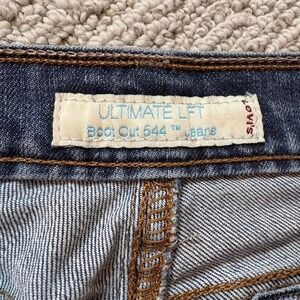 ULTIMATE LIFT
Boot Cut 544 ™ Jeans
LEVI'S